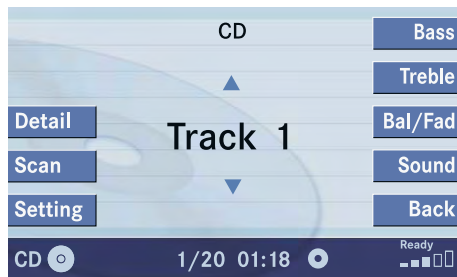 CD
Bass
Treble
Detail
Track 1
Bal/Fad
Scan
Sound
Setting
Back
CD 1/20 01:18 Ready